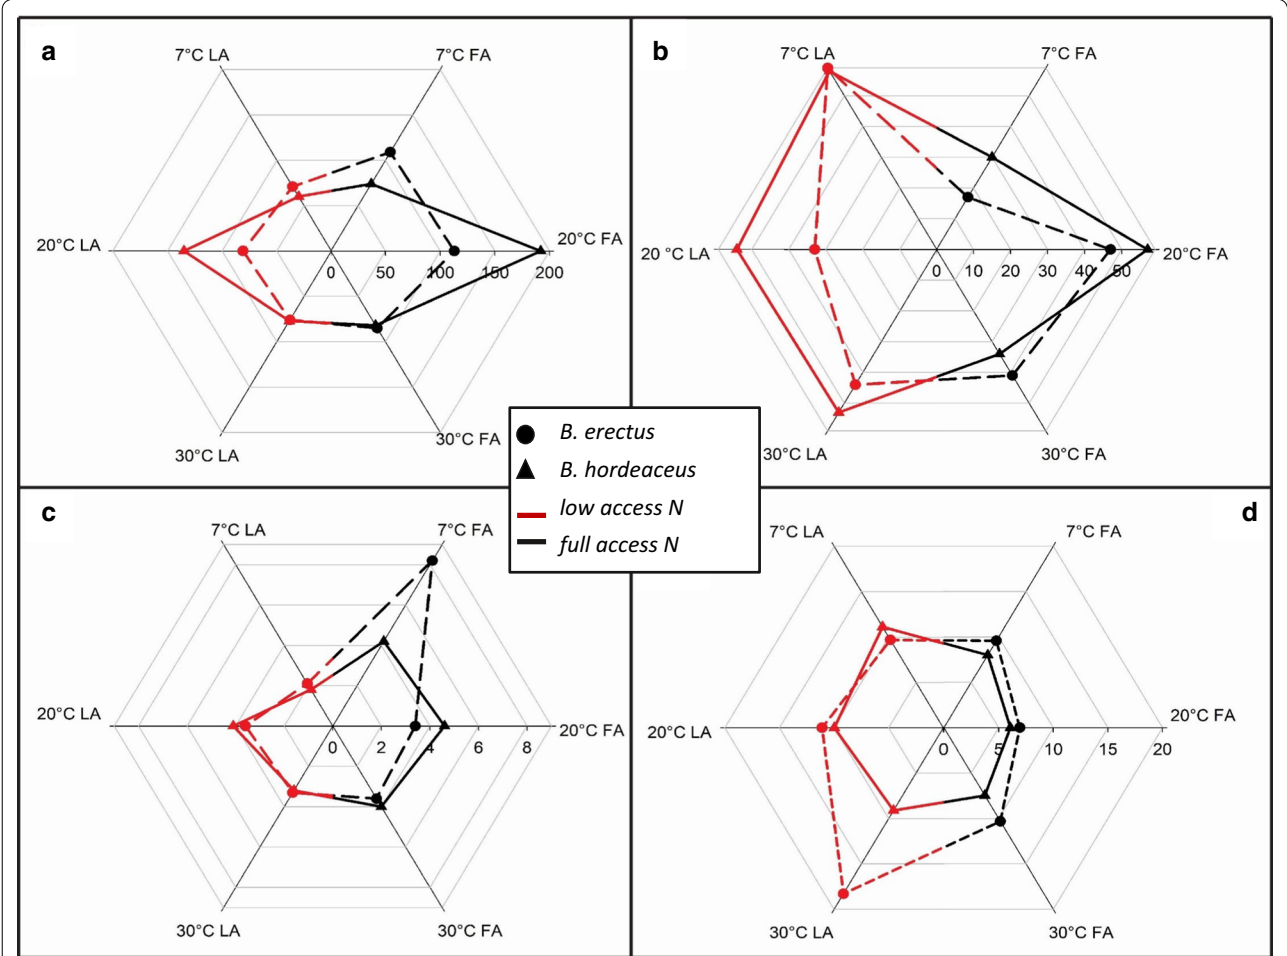 a
7°C LA
7°C FA
20°C LA
20°C FA
0 50 100 150 200
30°C LA
30°C FA
b
7°C LA
7°C FA
20 °C LA
20°C FA
0 10 20 30 40 50
30°C LA
30°C FA
B. erectus
B. hordeaceus
low access N
full access N
c
7°C LA
7°C FA
20°C LA
20°C FA
0 2 4 6 8
30°C LA
30°C FA
d
7°C LA
7°C FA
20°C LA
20°C FA
0 5 10 15 20
30°C LA
30°C FA